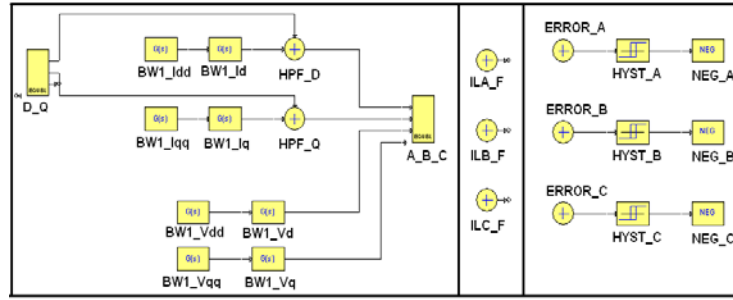 ERROR_A
G(s) G(s) NEG
BW1_Idd BW1_Id HPF_D ILA_F HYST_A NEG_A
D_Q
ERROR_B
G(s) G(s) NEG
BW1_Iqq BW1_Iq HPF_Q A_B_C ILB_F HYST_B NEG_B
ERROR_C
G(s) G(s) NEG
BW1_Vdd BW1_Vd ILC_F HYST_C NEG_C
G(s) G(s)
BW1_Vqq BW1_Vq